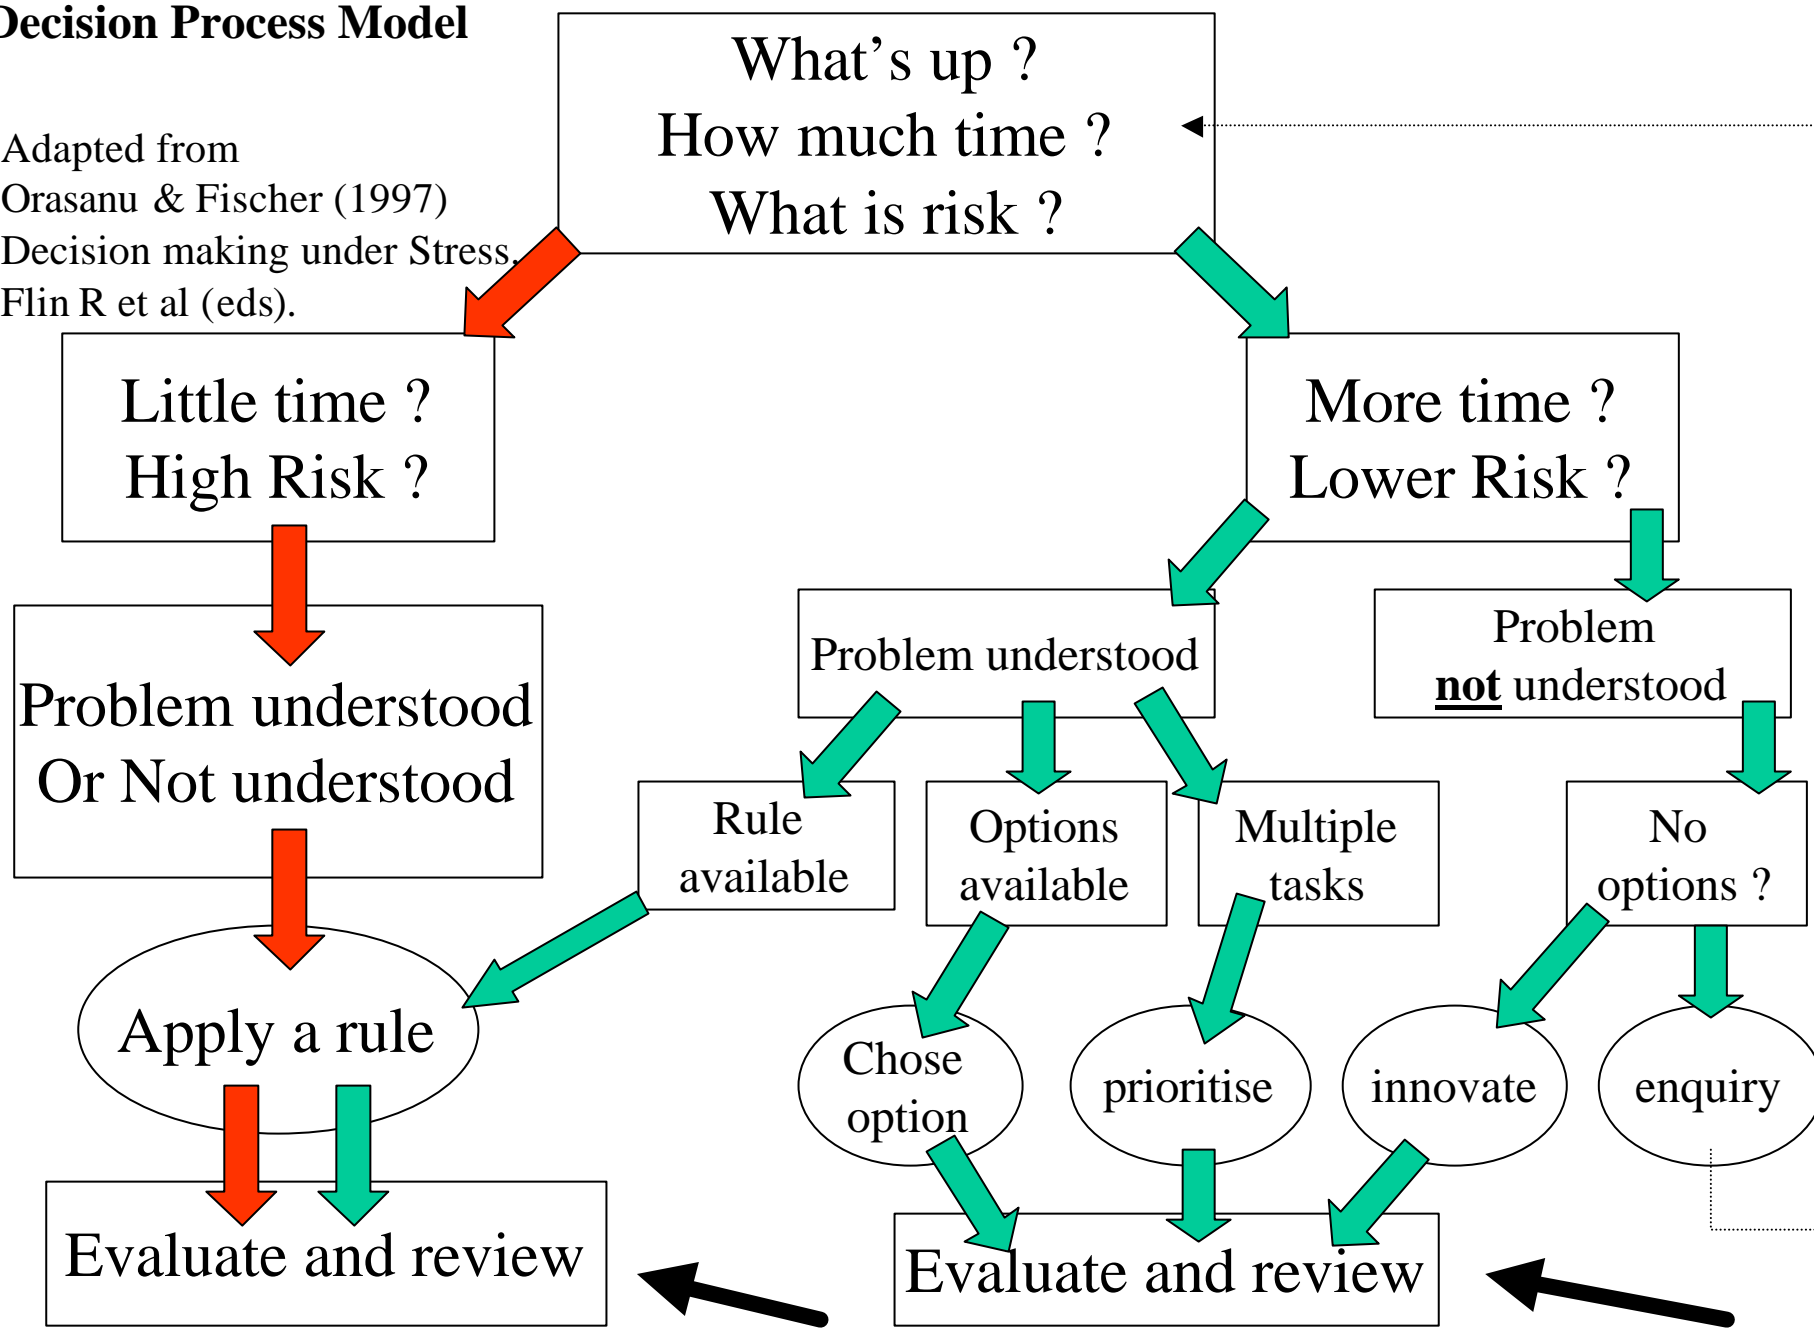 Decision Process Model
Adapted from
Orasanu & Fischer (1997)
Decision making under Stress.
Flin R et al (eds).
What's up ?
How much time ?
What is risk ?
Little time ?
High Risk ?
More time ?
Lower Risk ?
Problem understood
Or Not understood
Problem understood
Problem
not understood
Rule
available
Options
available
Multiple
tasks
No
options ?
Apply a rule
Chose
option
prioritise
innovate
enquiry
Evaluate and review
Evaluate and review